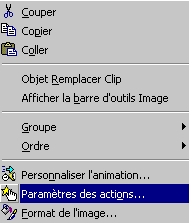 Couper
Copier
Coller
Objet Remplacer Clip
Afficher la barre d'outils Image
Groupe
Ordre
Personnaliser l'animation...
Paramètres des actions...
Format de l'image...